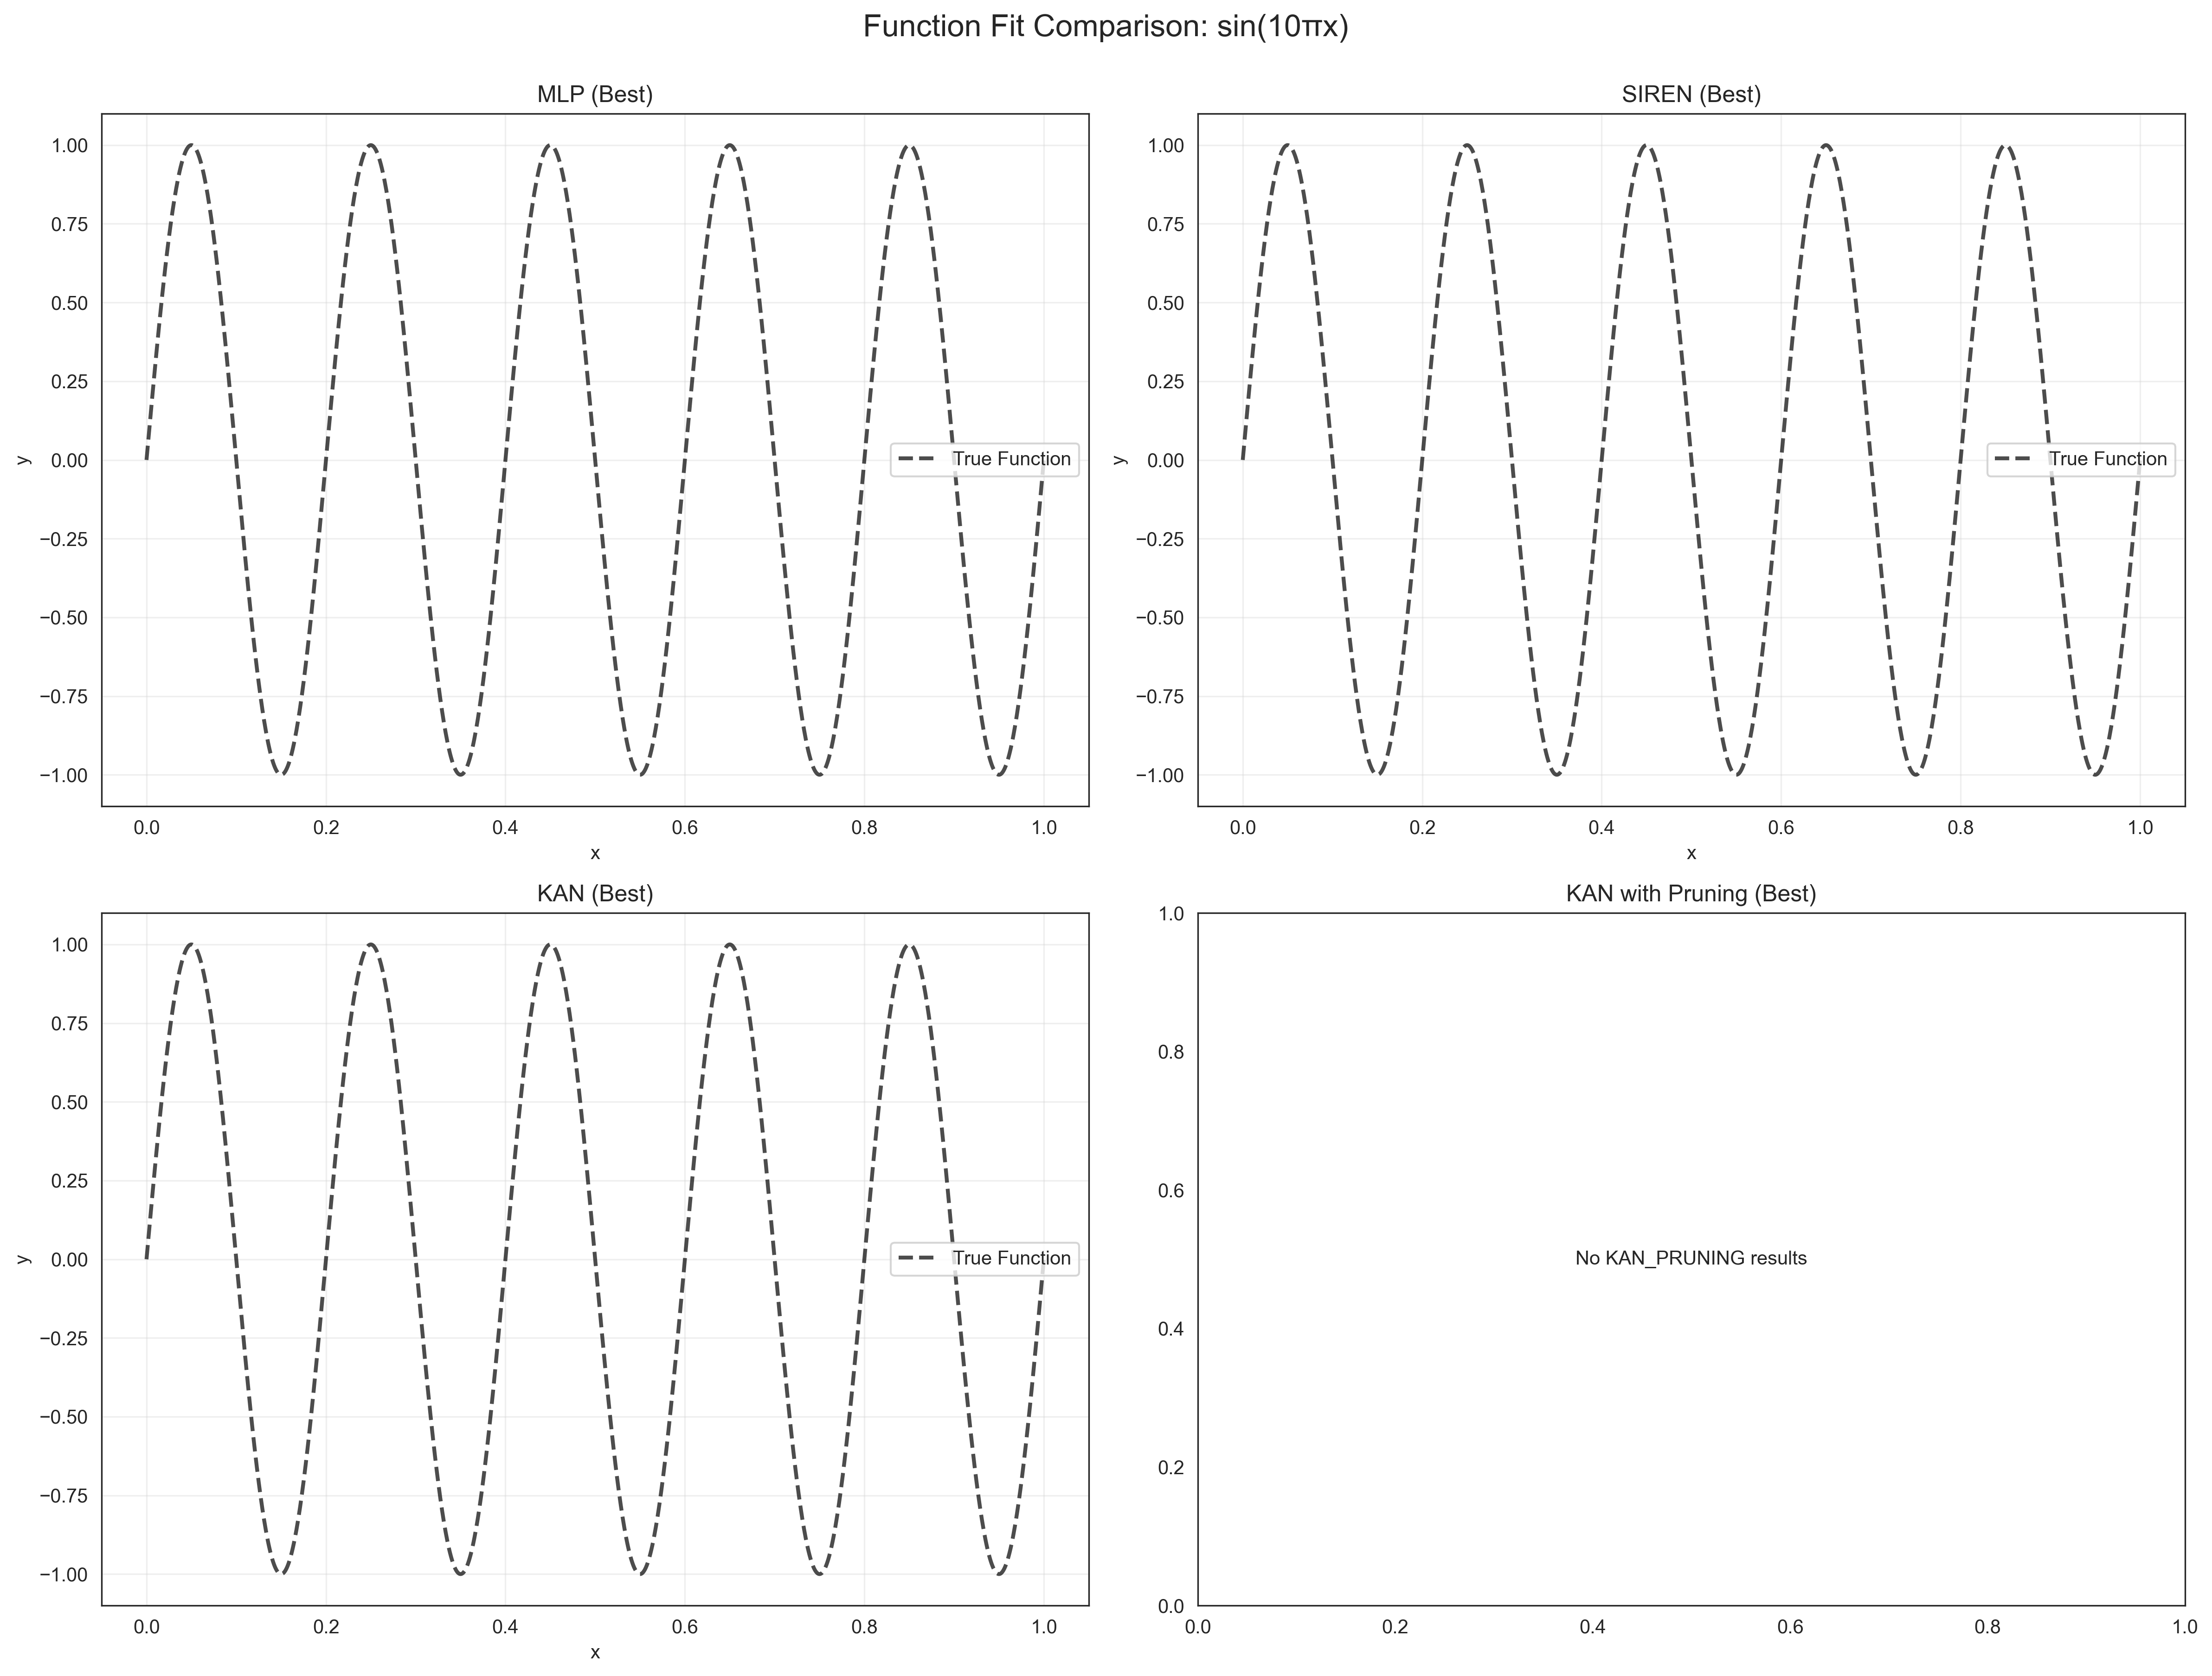 Function Fit Comparison: sin(10πx)
MLP (Best)
1.00
0.75
0.50
0.25
0.00
−0.25
−0.50
−0.75
−1.00
y
True Function
0.0 0.2 0.4 0.6 0.8 1.0
x
SIREN (Best)
1.00
0.75
0.50
0.25
0.00
−0.25
−0.50
−0.75
−1.00
y
True Function
0.0 0.2 0.4 0.6 0.8 1.0
x
KAN (Best)
1.00
0.75
0.50
0.25
0.00
−0.25
−0.50
−0.75
−1.00
y
True Function
0.0 0.2 0.4 0.6 0.8 1.0
x
KAN with Pruning (Best)
1.0
0.8
0.6
0.4
0.2
0.0
No KAN_PRUNING results
0.0 0.2 0.4 0.6 0.8 1.0